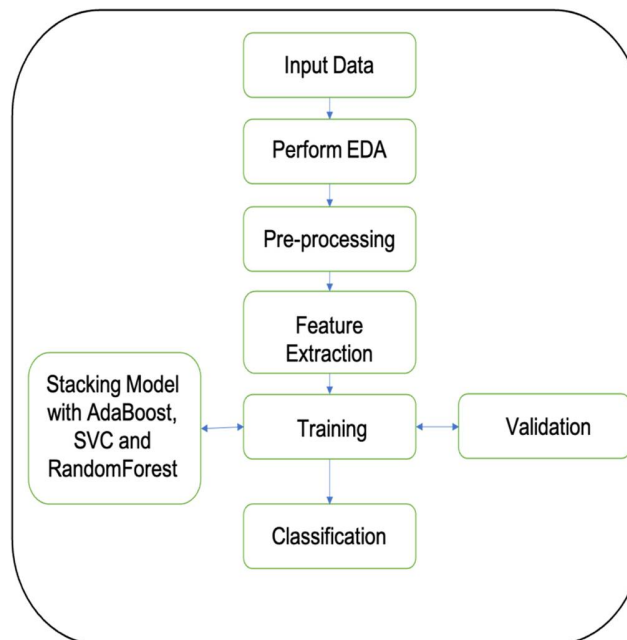 Input Data
Perform EDA
Pre-processing
Feature
Extraction
Stacking Model
with AdaBoost,
SVC and
RandomForest
Training
Validation
Classification